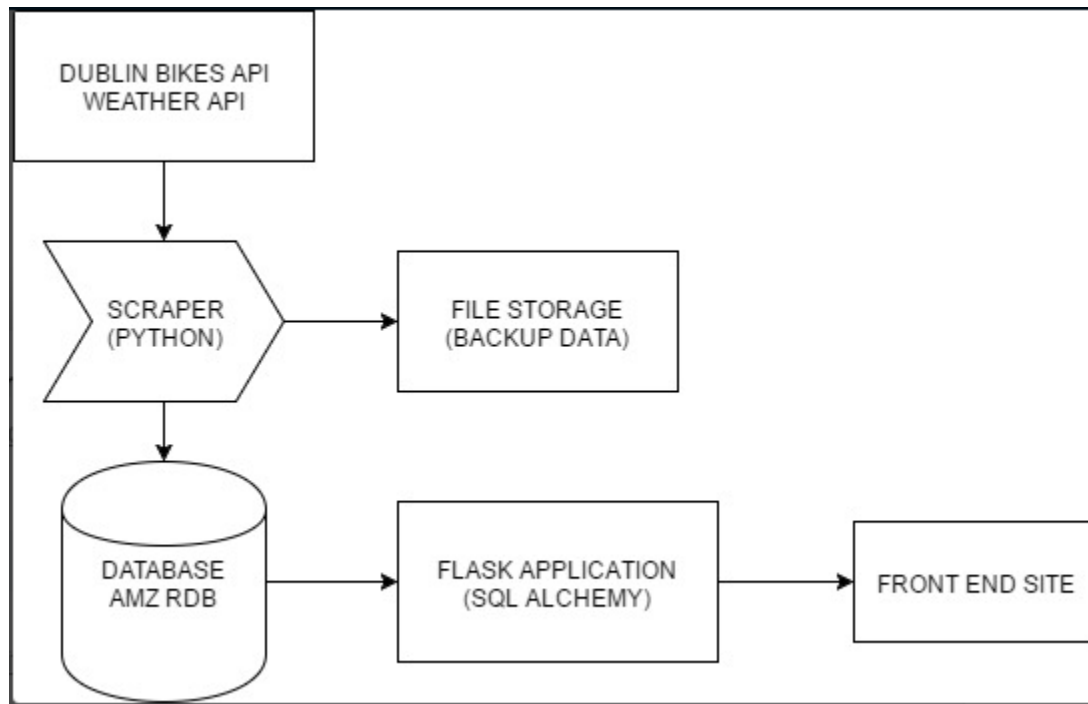 DUBLIN BIKES API
WEATHER API
SCRAPER
(PYTHON)
FILE STORAGE
(BACKUP DATA)
DATABASE
AMZ RDB
FLASK APPLICATION
(SQL ALCHEMY)
FRONT END SITE